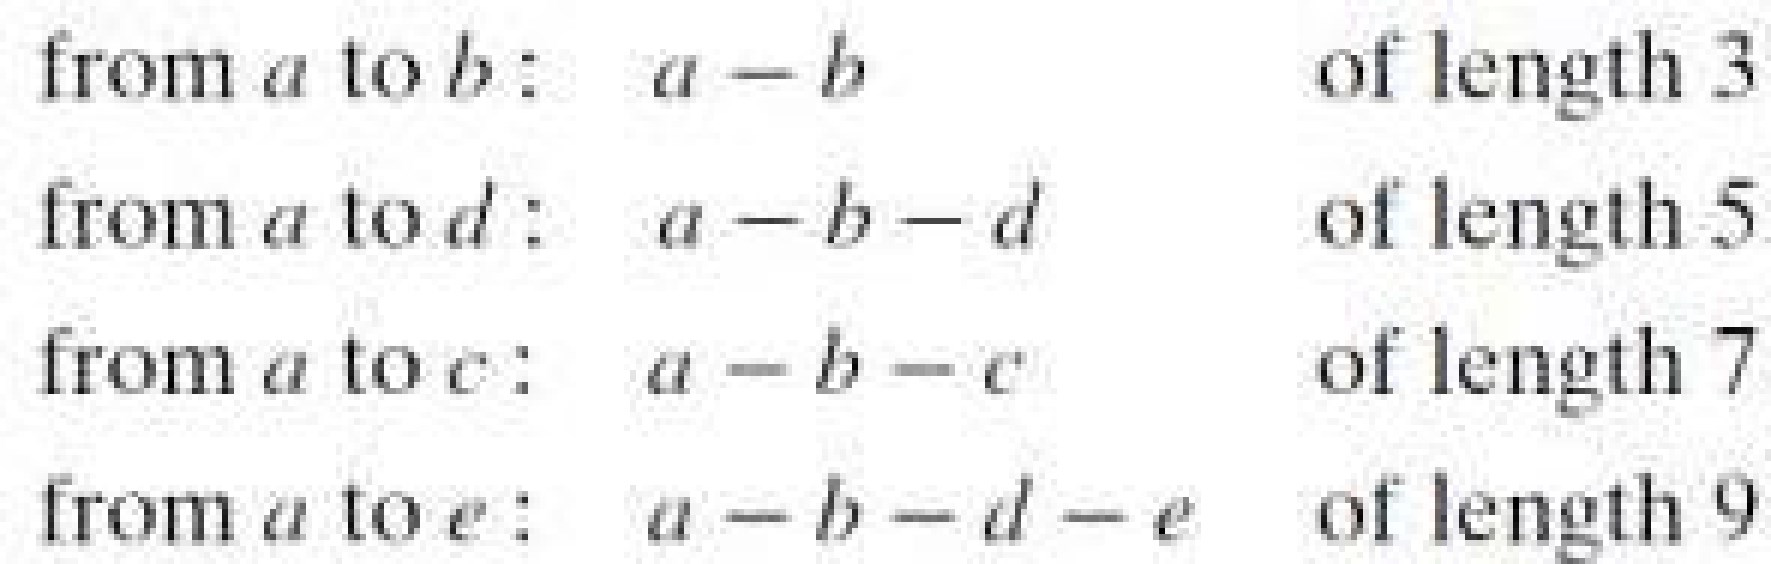 from a to b : a – b of length 3
from a to d : a – b – d of length 5
from a to c : a – b – c of length 7
from a to e : a – b – d – e of length 9